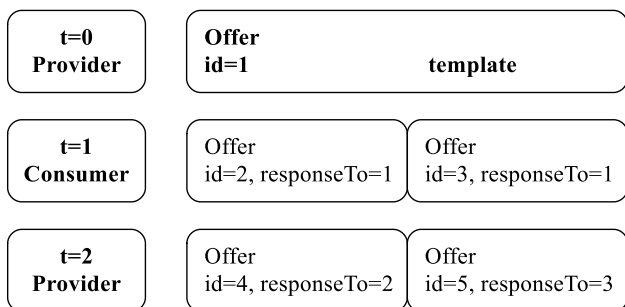 t=0
Provider
Offer
id=1 template
t=1
Consumer
Offer
id=2, responseTo=1
Offer
id=3, responseTo=1
t=2
Provider
Offer
id=4, responseTo=2
Offer
id=5, responseTo=3